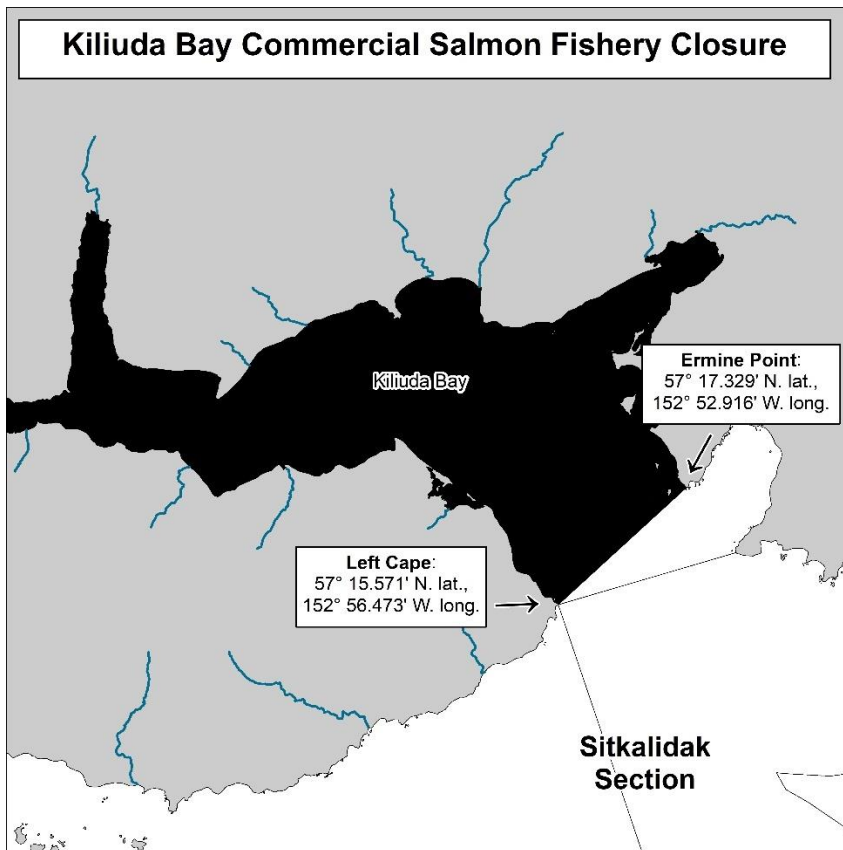 Kiliuda Bay Commercial Salmon Fishery Closure
Kiliuda Bay
Ermine Point:
57° 17.329' N. lat.,
152° 52.916' W. long.
Left Cape:
57° 15.571' N. lat.,
152° 56.473' W. long.
Sitkalidak
Section